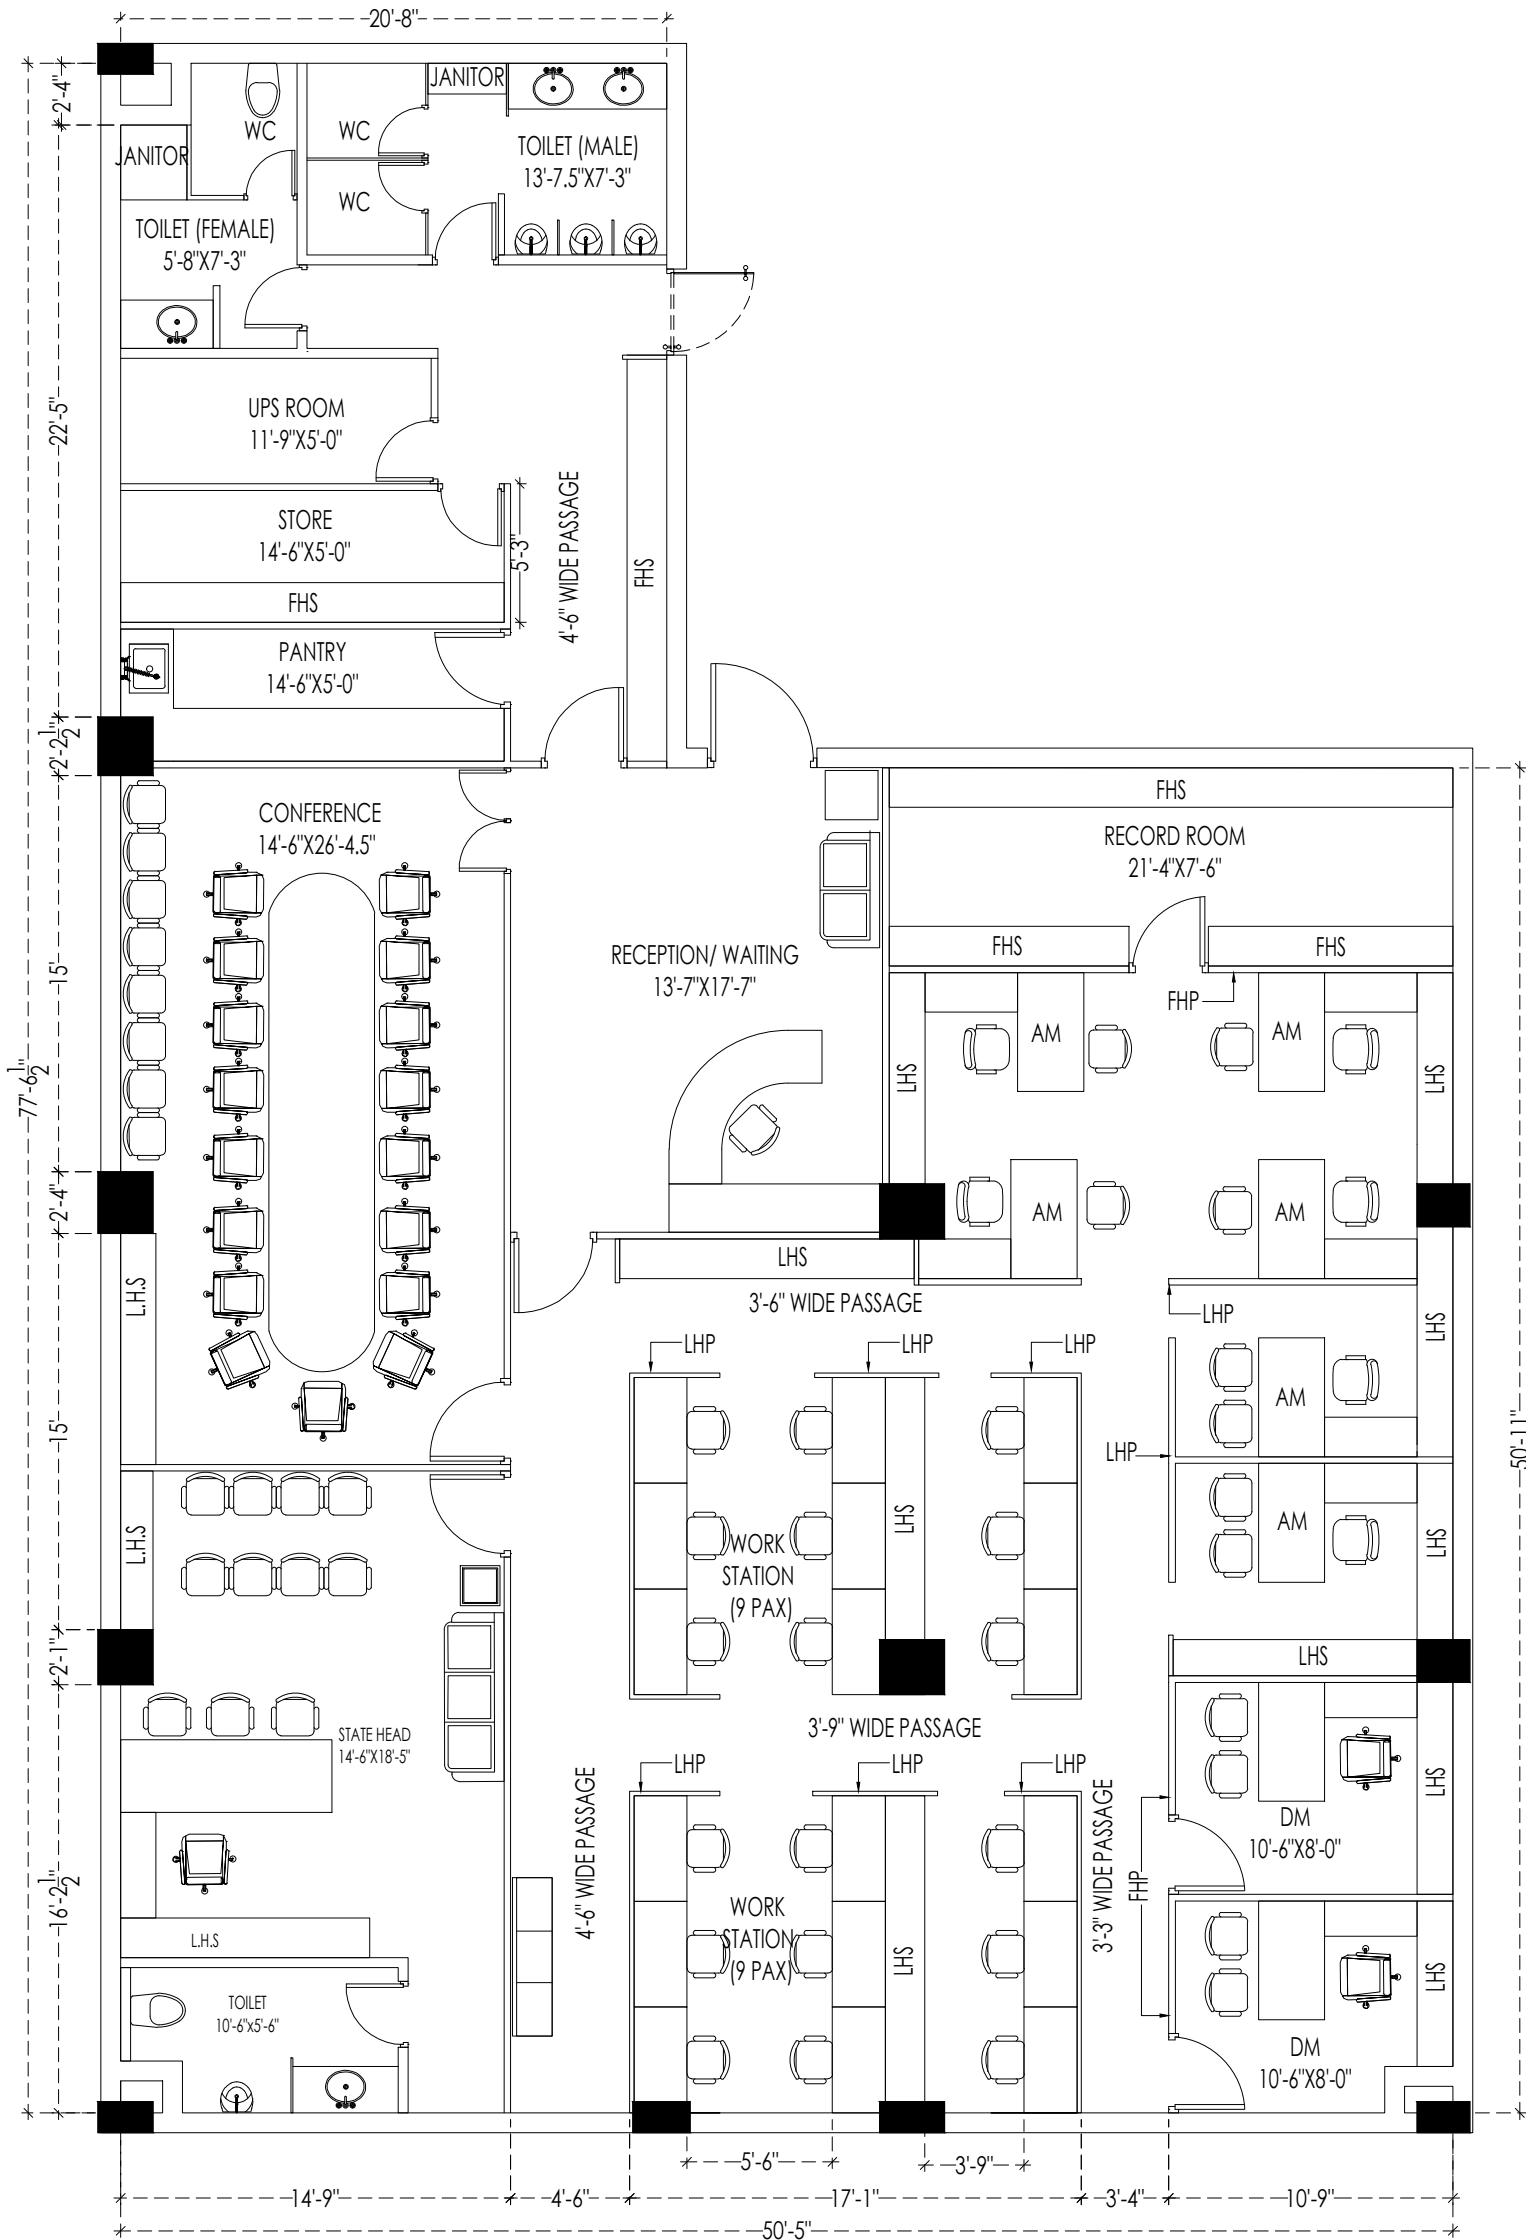 20'-8"
2'-4"
JANITOR
WC
WC
WC
JANITOR
TOILET (MALE)
13'-7.5"X7'-3"
TOILET (FEMALE)
5'-8"X7'-3"
22'-5"
UPS ROOM
11'-9"X5'-0"
STORE
14'-6"X5'-0"
5'-3"
FHS
4'-6" WIDE PASSAGE
FHS
PANTRY
14'-6"X5'-0"
2'-2 1/2"
CONFERENCE
14'-6"X26'-4.5"
FHS
RECORD ROOM
21'-4"X7'-6"
FHS
FHS
RECEPTION/ WAITING
13'-7"X17'-7"
15'
77'-6 1/2"
FHP
AM
AM
LHS
LHS
2'-4"
AM
AM
LHS
L.H.S
3'-6" WIDE PASSAGE
LHP
LHS
LHP
LHP
LHP
AM
15'
50'-11"
LHP
L.H.S
LHS
WORK
STATION
(9 PAX)
AM
LHS
2'-1"
LHS
3'-9" WIDE PASSAGE
STATE HEAD
14'-6"X18'-5"
LHP
LHP
LHP
4'-6" WIDE PASSAGE
3'-3" WIDE PASSAGE
LHS
DM
10'-6"X8'-0"
FHP
16'-2 1/2"
L.H.S
WORK
STATION
(9 PAX)
LHS
LHS
TOILET
10'-6"x5'-6"
DM
10'-6"X8'-0"
5'-6"
3'-9"
14'-9"
4'-6"
17'-1"
3'-4"
10'-9"
50'-5"